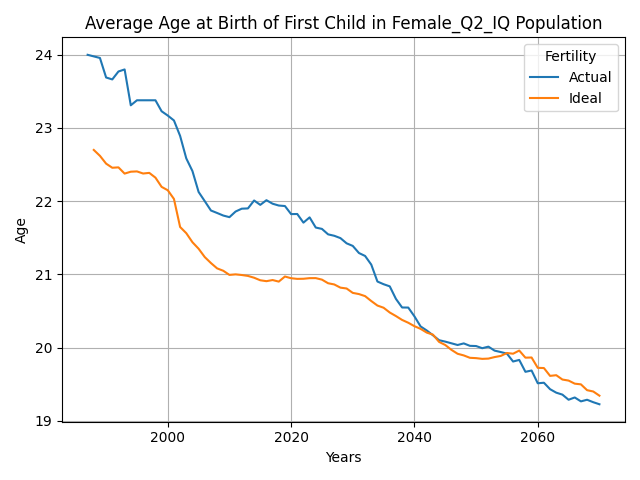 Average Age at Birth of First Child in Female_Q2_IQ Population
Fertility
Actual
Ideal
Age
24
23
22
21
20
19
2000
2020
2040
2060
Years